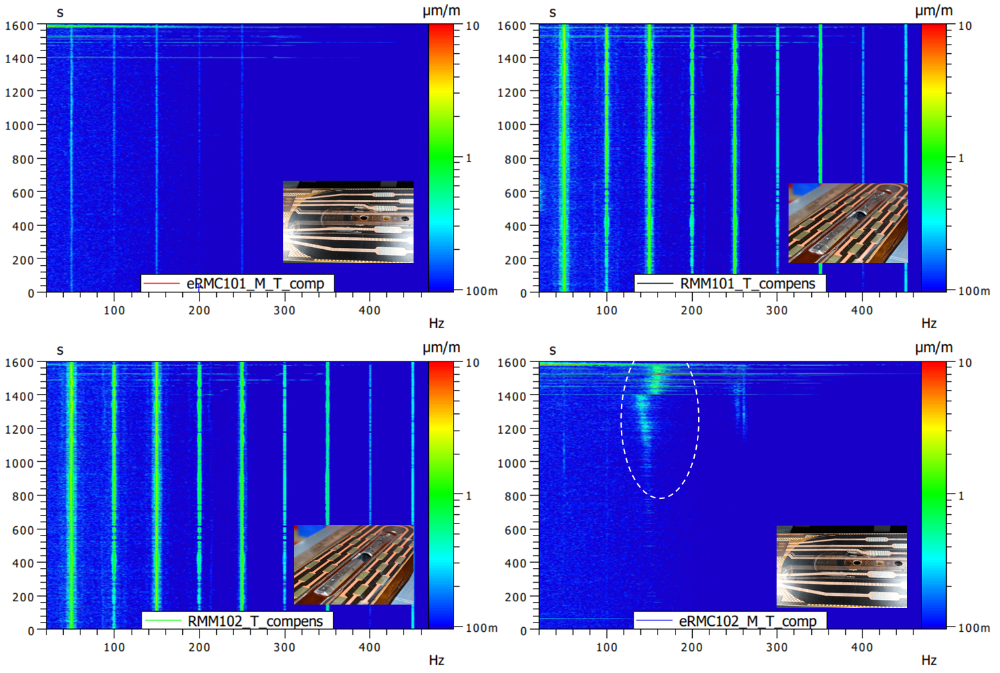 s
µm/m
1600
1400
1200
1000
800
600
400
200
0
10
1
100m
eRMC101_M_T_comp
100 200 300 400
Hz
s
µm/m
1600
1400
1200
1000
800
600
400
200
0
10
1
100m
RMM101_T_compens
100 200 300 400
Hz
s
µm/m
1600
1400
1200
1000
800
600
400
200
0
10
1
100m
RMM102_T_compens
100 200 300 400
Hz
s
µm/m
1600
1400
1200
1000
800
600
400
200
0
10
1
100m
eRMC102_M_T_comp
100 200 300 400
Hz